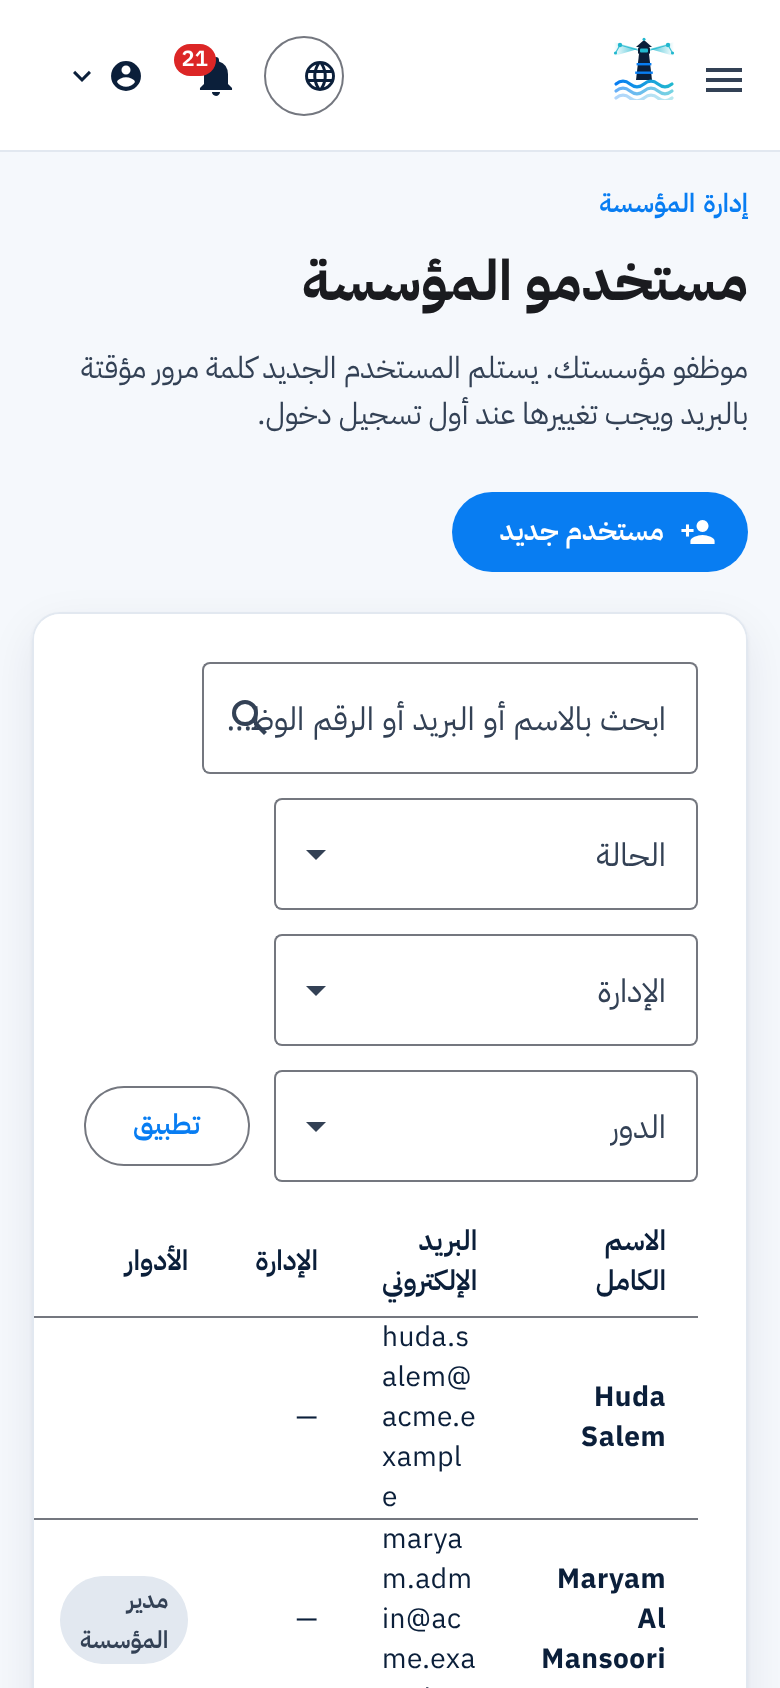 21
إدارة المؤسسة
مستخدمو المؤسسة
موظفو مؤسستك. يستلم المستخدم الجديد كلمة مرور مؤقتة
بالبريد ويجب تغييرها عند أول تسجيل دخول.
مستخدم جديد
ابحث بالاسم أو البريد أو الرقم الوظ...
الحالة
الإدارة
الدور
تطبيق
الاسم الكامل
البريد الإلكتروني
الإدارة
الأدوار
Huda
Salem
huda.s
alem@
acme.e
xampl
e
—
Maryam
Al
Mansoori
marya
m.adm
in@ac
me.exa
—
مدير
المؤسسة